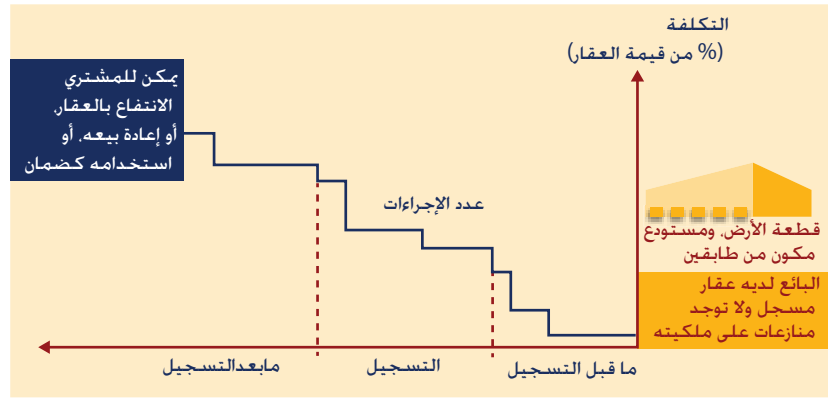 التكلفة
(% من قيمة العقار)
قطعة الأرض، ومستودع
مكون من طابقين
البائع لديه عقار
مسجل ولا توجد
منازعات على ملكيته
عدد الإجراءات
يمكن للمشتري
الانتفاع بالعقار،
أو إعادة بيعه، أو
استخدامه كضمان
ما قبل التسجيل
التسجيل
مابعدالتسجيل